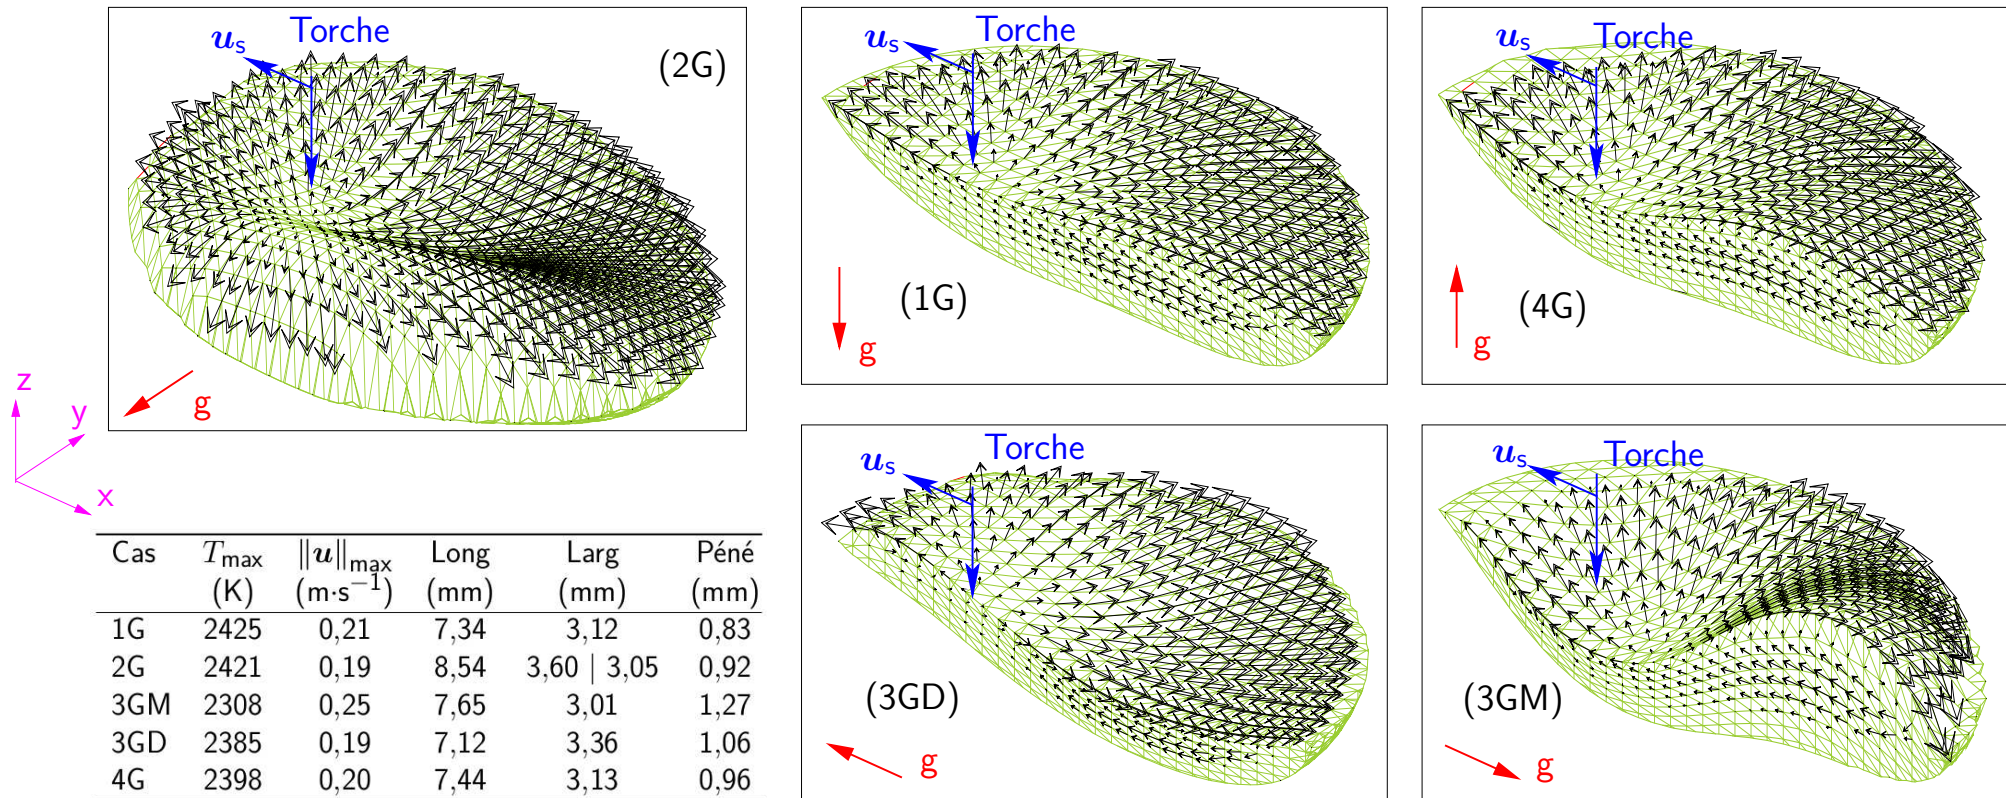 Torche
u_s
(2G)
g
Torche
u_s
(1G)
g
Torche
u_s
(4G)
g
z
y
x
Torche
u_s
(3GD)
g
Torche
u_s
(3GM)
g
Cas T_max ‖u‖_max Long Larg Péné
(K) (m·s⁻¹) (mm) (mm) (mm)
1G 2425 0,21 7,34 3,12 0,83
2G 2421 0,19 8,54 3,60 | 3,05 0,92
3GM 2308 0,25 7,65 3,01 1,27
3GD 2385 0,19 7,12 3,36 1,06
4G 2398 0,20 7,44 3,13 0,96